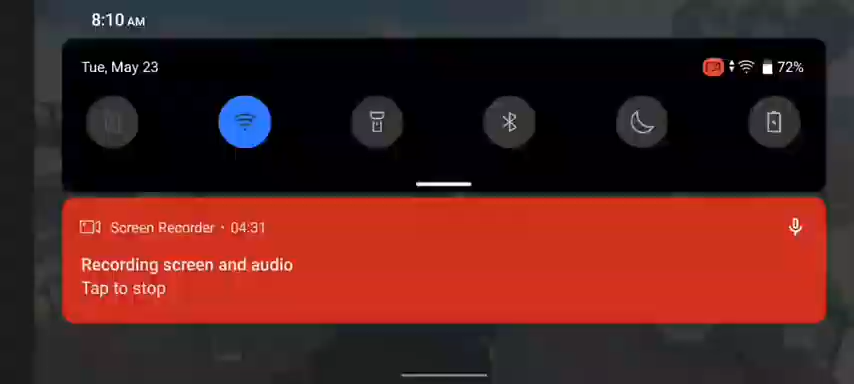 8:10 AM
Tue, May 23
72%
Screen Recorder • 04:31
Recording screen and audio
Tap to stop